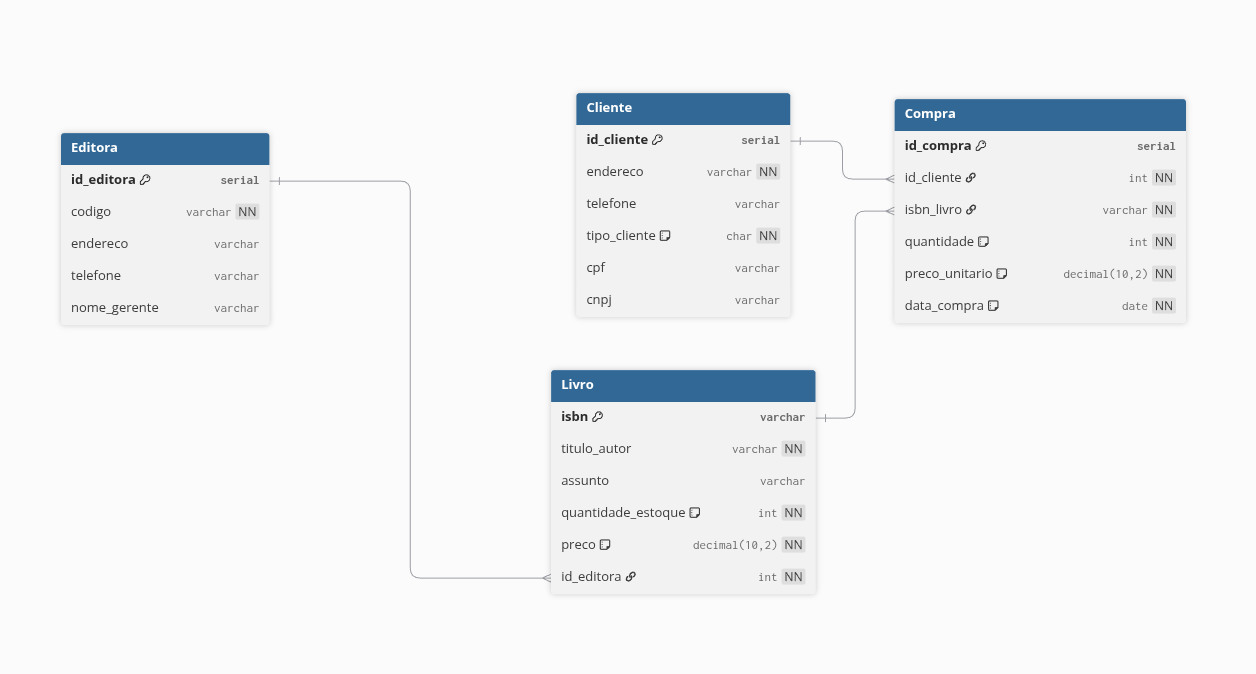 Editora
id_editora serial
codigo varchar NN
endereco varchar
telefone varchar
nome_gerente varchar
Cliente
id_cliente serial
endereco varchar NN
telefone varchar
tipo_cliente char NN
cpf varchar
cnpj varchar
Compra
id_compra serial
id_cliente int NN
isbn_livro varchar NN
quantidade int NN
preco_unitario decimal(10,2) NN
data_compra date NN
Livro
isbn varchar
titulo_autor varchar NN
assunto varchar
quantidade_estoque int NN
preco decimal(10,2) NN
id_editora int NN